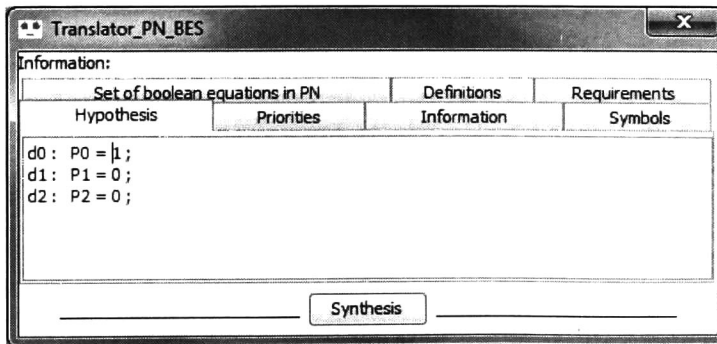 Translator_PN_BES
X
Information:
Set of boolean equations in PN Definitions Requirements
Hypothesis Priorities Information Symbols
d0 : P0 = 1 ;
d1 : P1 = 0 ;
d2 : P2 = 0 ;
Synthesis